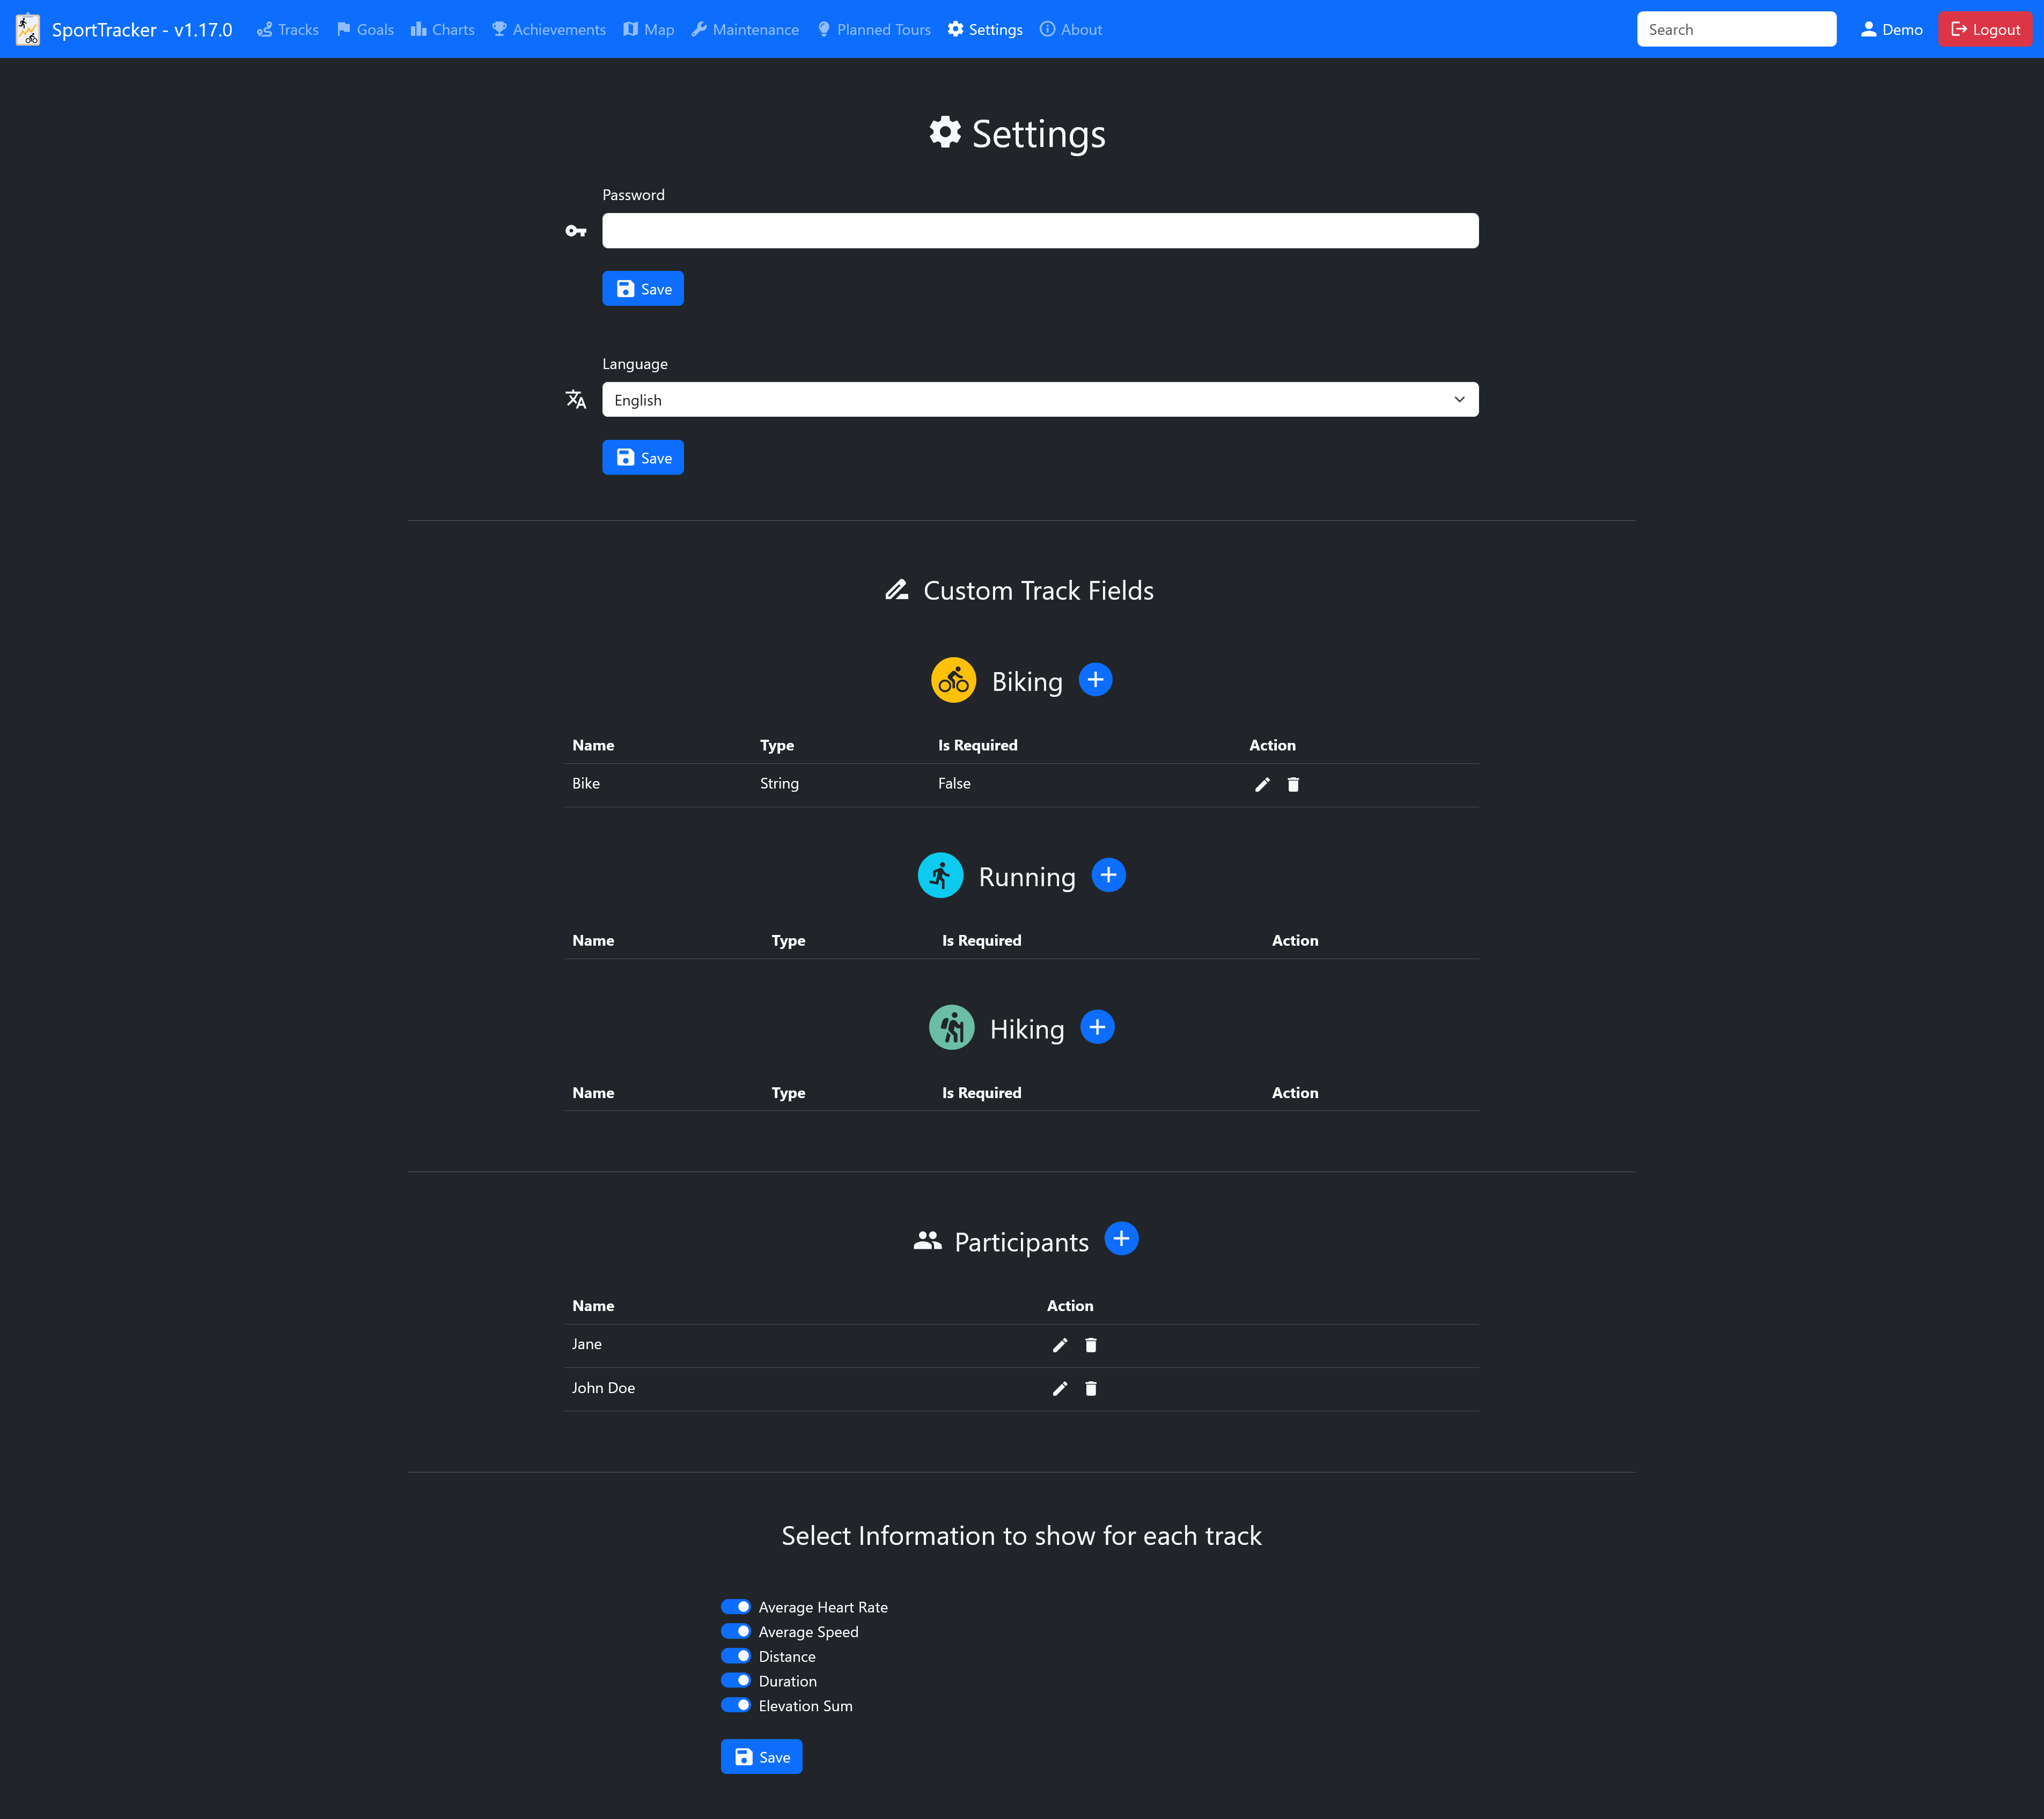 SportTracker - v1.17.0 Tracks Goals Charts Achievements Map Maintenance Planned Tours Settings About Search Demo Logout
Settings
Password
Save
Language
English
Save
Custom Track Fields
Biking
Name Type Is Required Action
Bike String False
Running
Name Type Is Required Action
Hiking
Name Type Is Required Action
Participants
Name Action
Jane
John Doe
Select Information to show for each track
Average Heart Rate
Average Speed
Distance
Duration
Elevation Sum
Save